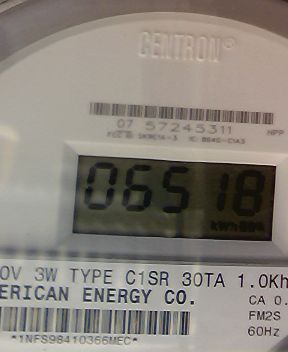 CENTRON®
07 57245311
HPP
06518
kWh
0V 3W TYPE C1SR 30TA 1.0Kh
ERICAN ENERGY CO.
CA 0.
FM2S
60Hz
*1NFS98410366MEC*